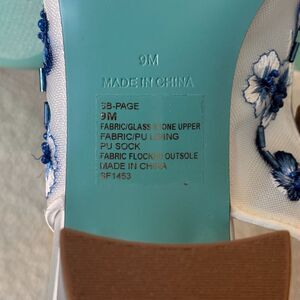 9M
MADE IN CHINA
SB-PAGE
9M
FABRIC/GLASS STONE UPPER
FABRIC/PU LINING
PU SOCK
FABRIC FLOCKED OUTSOLE
MADE IN CHINA
SF1453